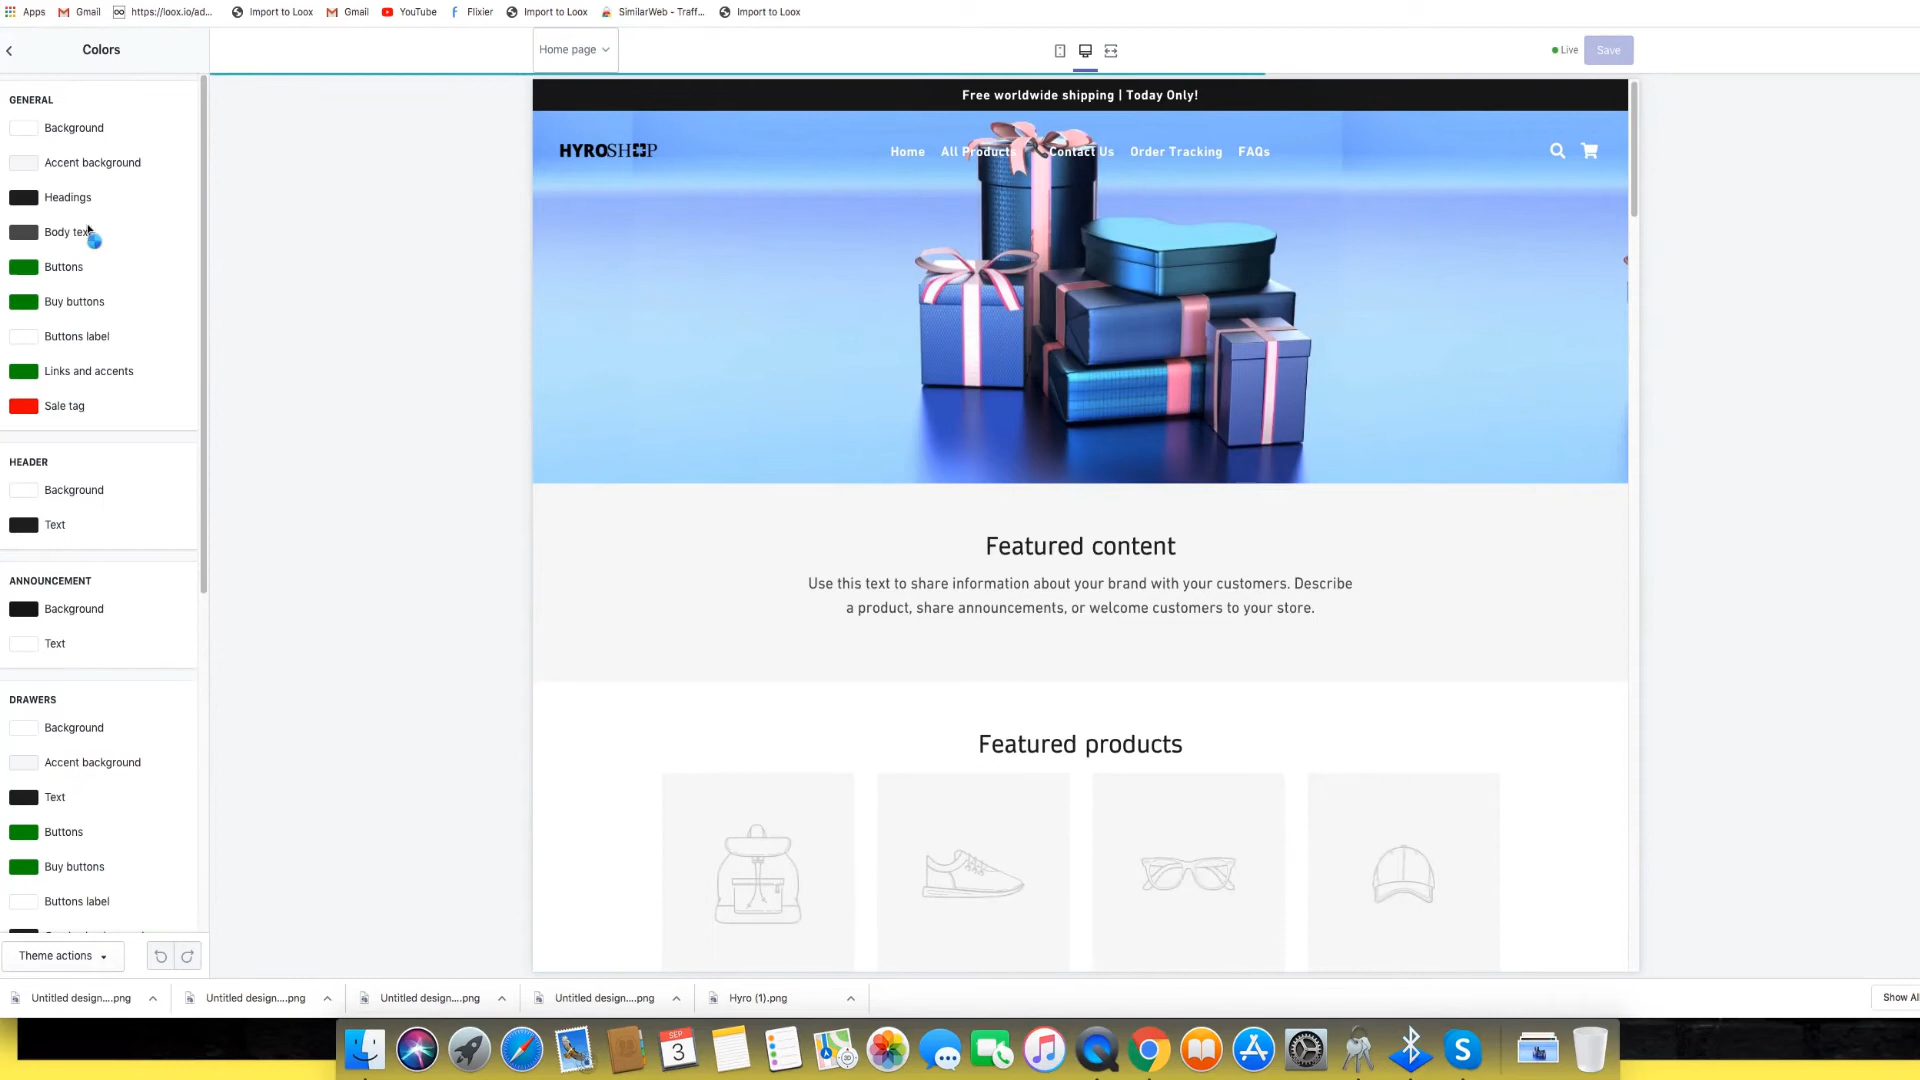 Apps Gmail https://loox.io/ad... Import to Loox Gmail YouTube Flixier Import to Loox SimilarWeb - Traff... Import to Loox
Colors
Home page
Live
Save
GENERAL
Background
Accent background
Headings
Body tex
Buttons
Buy buttons
Buttons label
Links and accents
Sale tag
HEADER
Background
Text
ANNOUNCEMENT
Background
Text
DRAWERS
Background
Accent background
Text
Buttons
Buy buttons
Buttons label
Theme actions
Free worldwide shipping | Today Only!
HYROSHOP
Home All Products Contact Us Order Tracking FAQs
Featured content
Use this text to share information about your brand with your customers. Describe
a product, share announcements, or welcome customers to your store.
Featured products
Untitled design....png Untitled design....png Untitled design....png Untitled design....png Hyro (1).png Show All
SEP
3
3D